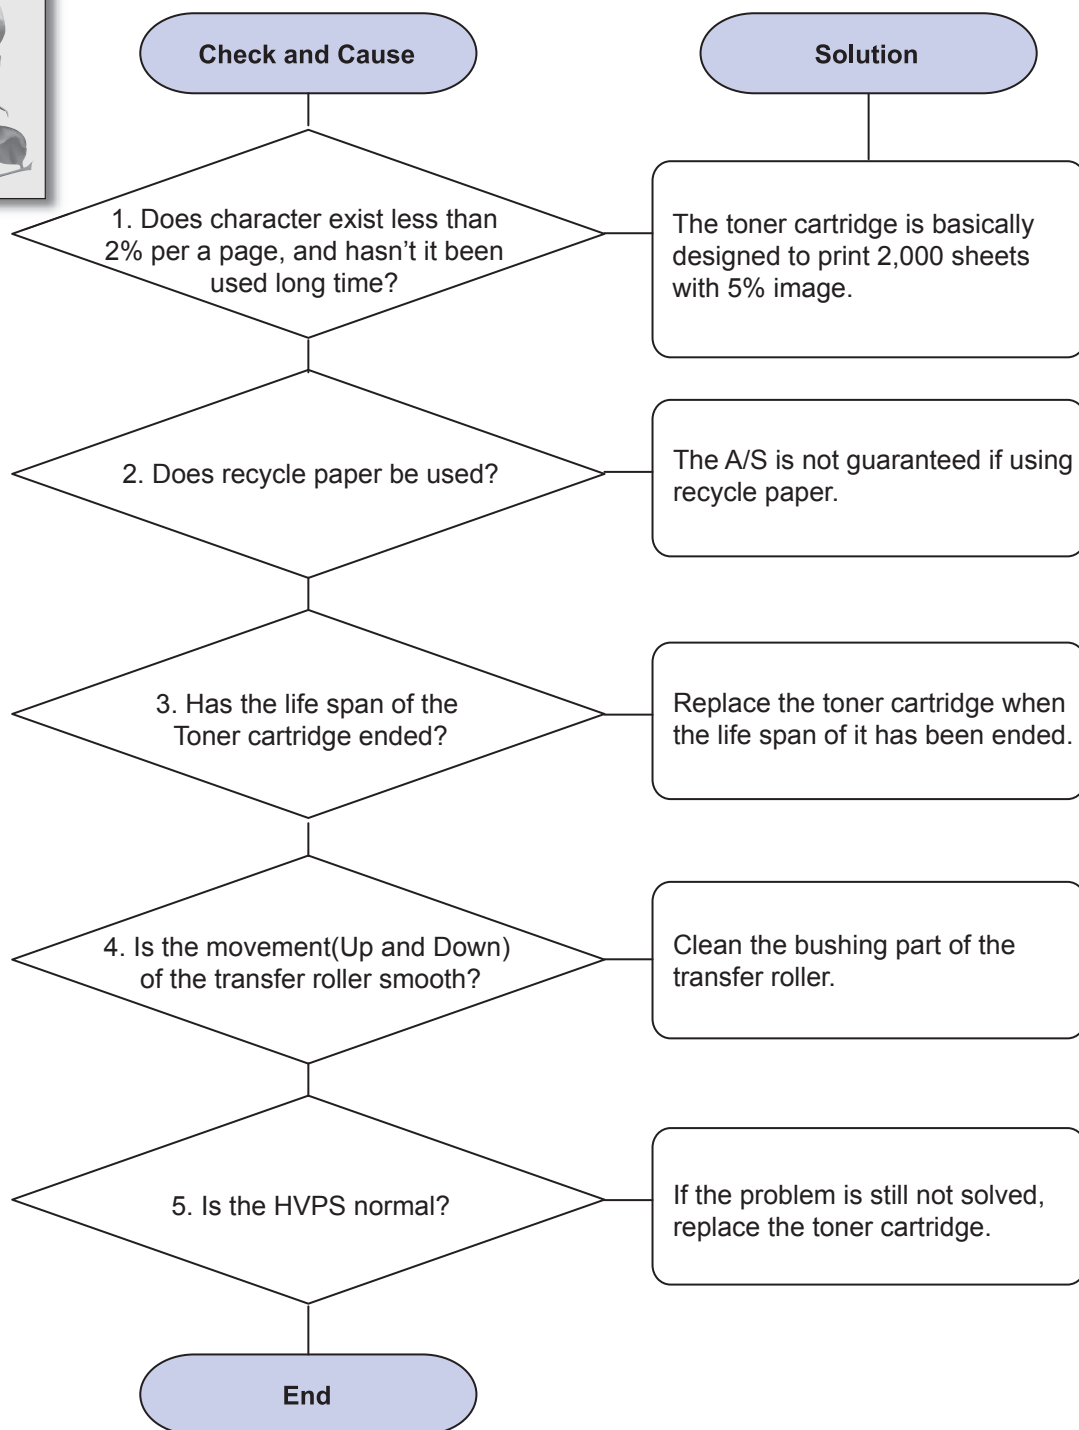 Check and Cause
Solution
1. Does character exist less than
2% per a page, and hasn’t it been
used long time?
The toner cartridge is basically
designed to print 2,000 sheets
with 5% image.
2. Does recycle paper be used?
The A/S is not guaranteed if using
recycle paper.
3. Has the life span of the
Toner cartridge ended?
Replace the toner cartridge when
the life span of it has been ended.
4. Is the movement(Up and Down)
of the transfer roller smooth?
Clean the bushing part of the
transfer roller.
5. Is the HVPS normal?
If the problem is still not solved,
replace the toner cartridge.
End